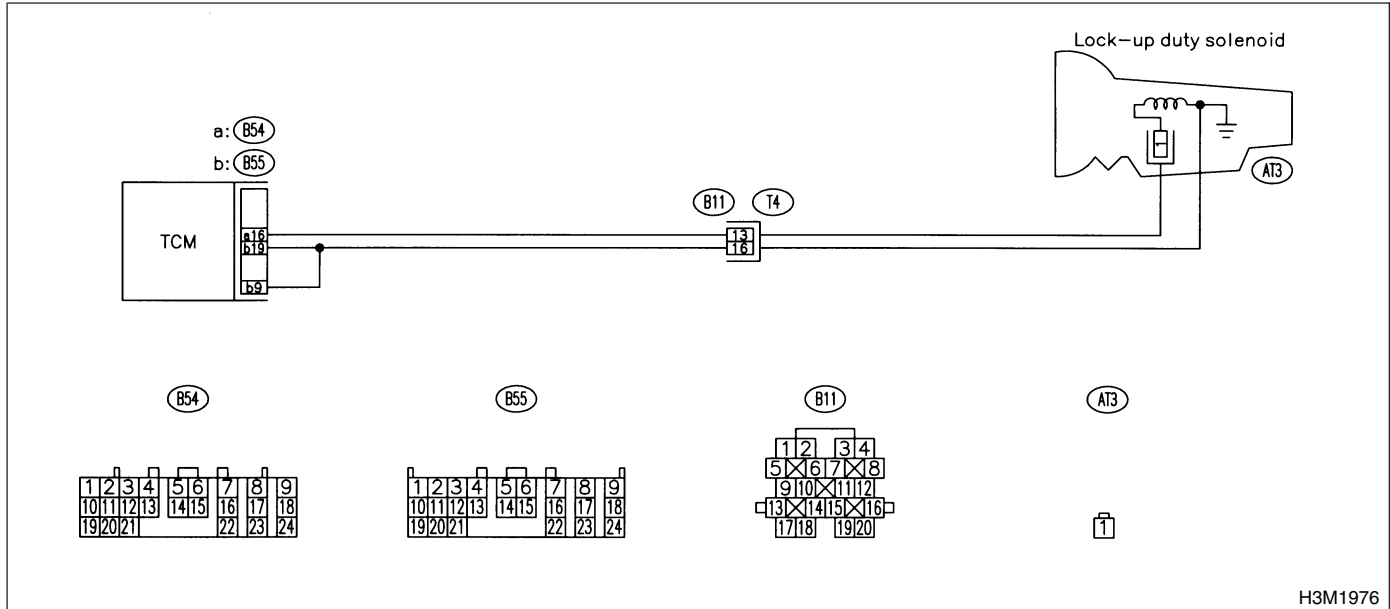 Lock-up duty solenoid
a: B54
b: B55
TCM
a16
b19
b9
B11 T4
13
16
1
AT3
B54
1 2 3 4 5 6 7 8 9
10 11 12 13 14 15 16 17 18
19 20 21 22 23 24
B55
1 2 3 4 5 6 7 8 9
10 11 12 13 14 15 16 17 18
19 20 21 22 23 24
B11
1 2 3 4
5 6 7 8
9 10 11 12
13 14 15 16
17 18 19 20
AT3
1
H3M1976